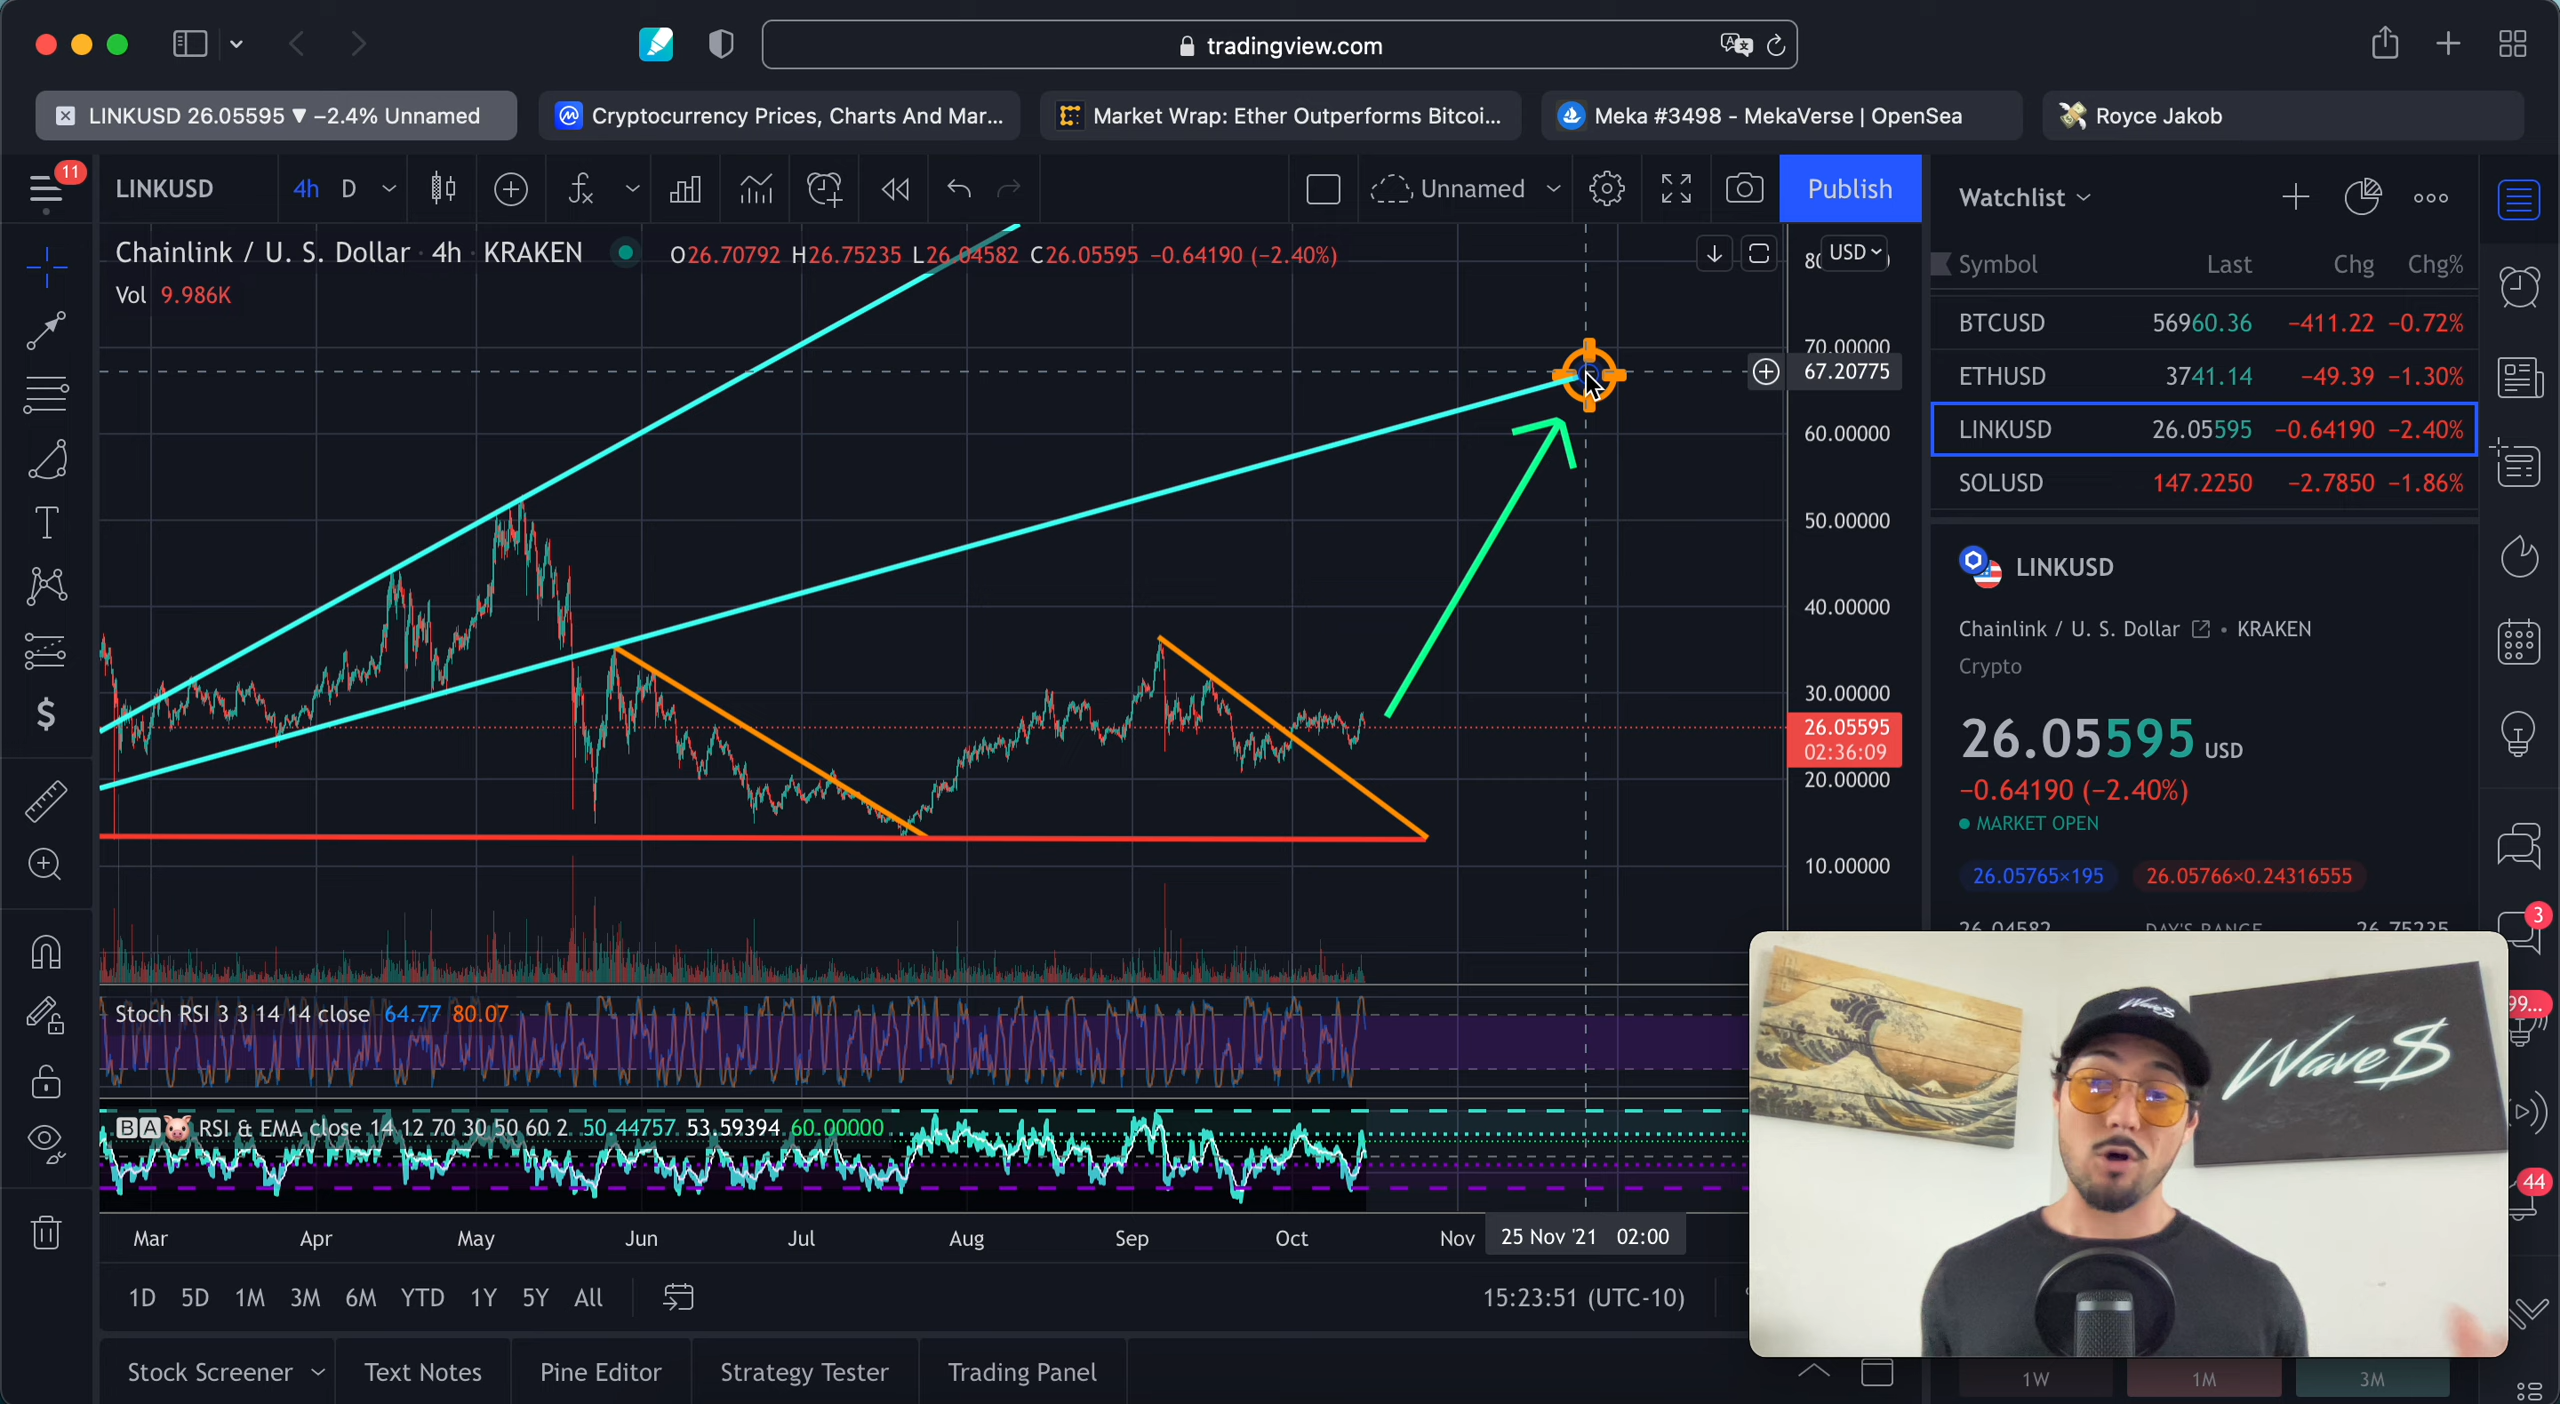 tradingview.com
LINKUSD 26.05595 ▼ −2.4% Unnamed
Cryptocurrency Prices, Charts And Mar...
Market Wrap: Ether Outperforms Bitcoi...
Meka #3498 - MekaVerse | OpenSea
Royce Jakob
11
LINKUSD
4h
D
Unnamed
Publish
Watchlist
Chainlink / U. S. Dollar · 4h · KRAKEN
O26.70792 H26.75235 L26.04582 C26.05595 −0.64190 (−2.40%)
Vol 9.986K
USD
70.00000
67.20775
60.00000
50.00000
40.00000
30.00000
26.05595
02:36:09
20.00000
10.00000
Symbol Last Chg Chg%
BTCUSD 56960.36 −411.22 −0.72%
ETHUSD 3741.14 −49.39 −1.30%
LINKUSD 26.05595 −0.64190 −2.40%
SOLUSD 147.2250 −2.7850 −1.86%
LINKUSD
Chainlink / U. S. Dollar • KRAKEN
Crypto
26.05595 USD
−0.64190 (−2.40%)
MARKET OPEN
26.05765×195 26.05766×0.24316555
26.04582 DAY'S RANGE 26.75235
3
99...
44
Stoch RSI 3 3 14 14 close 64.77 80.07
BA RSI & EMA close 14 12 70 30 50 60 2 50.44757 53.59394 60.00000
Mar Apr May Jun Jul Aug Sep Oct Nov 25 Nov '21 02:00
1D 5D 1M 3M 6M YTD 1Y 5Y All
15:23:51 (UTC-10)
Stock Screener Text Notes Pine Editor Strategy Tester Trading Panel
Wave$
Wave$
1W 1M 3M